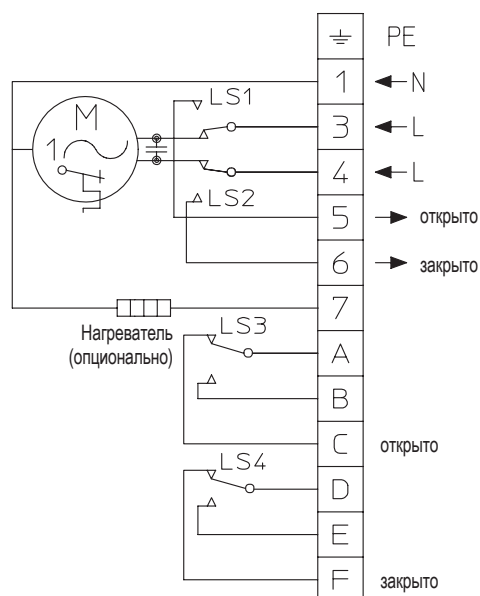 PE
1 N
LS1
M
1
3 L
4 L
LS2
5 открыто
6 закрыто
7
Нагреватель
(опционально)
LS3
A
B
C открыто
LS4
D
E
F закрыто